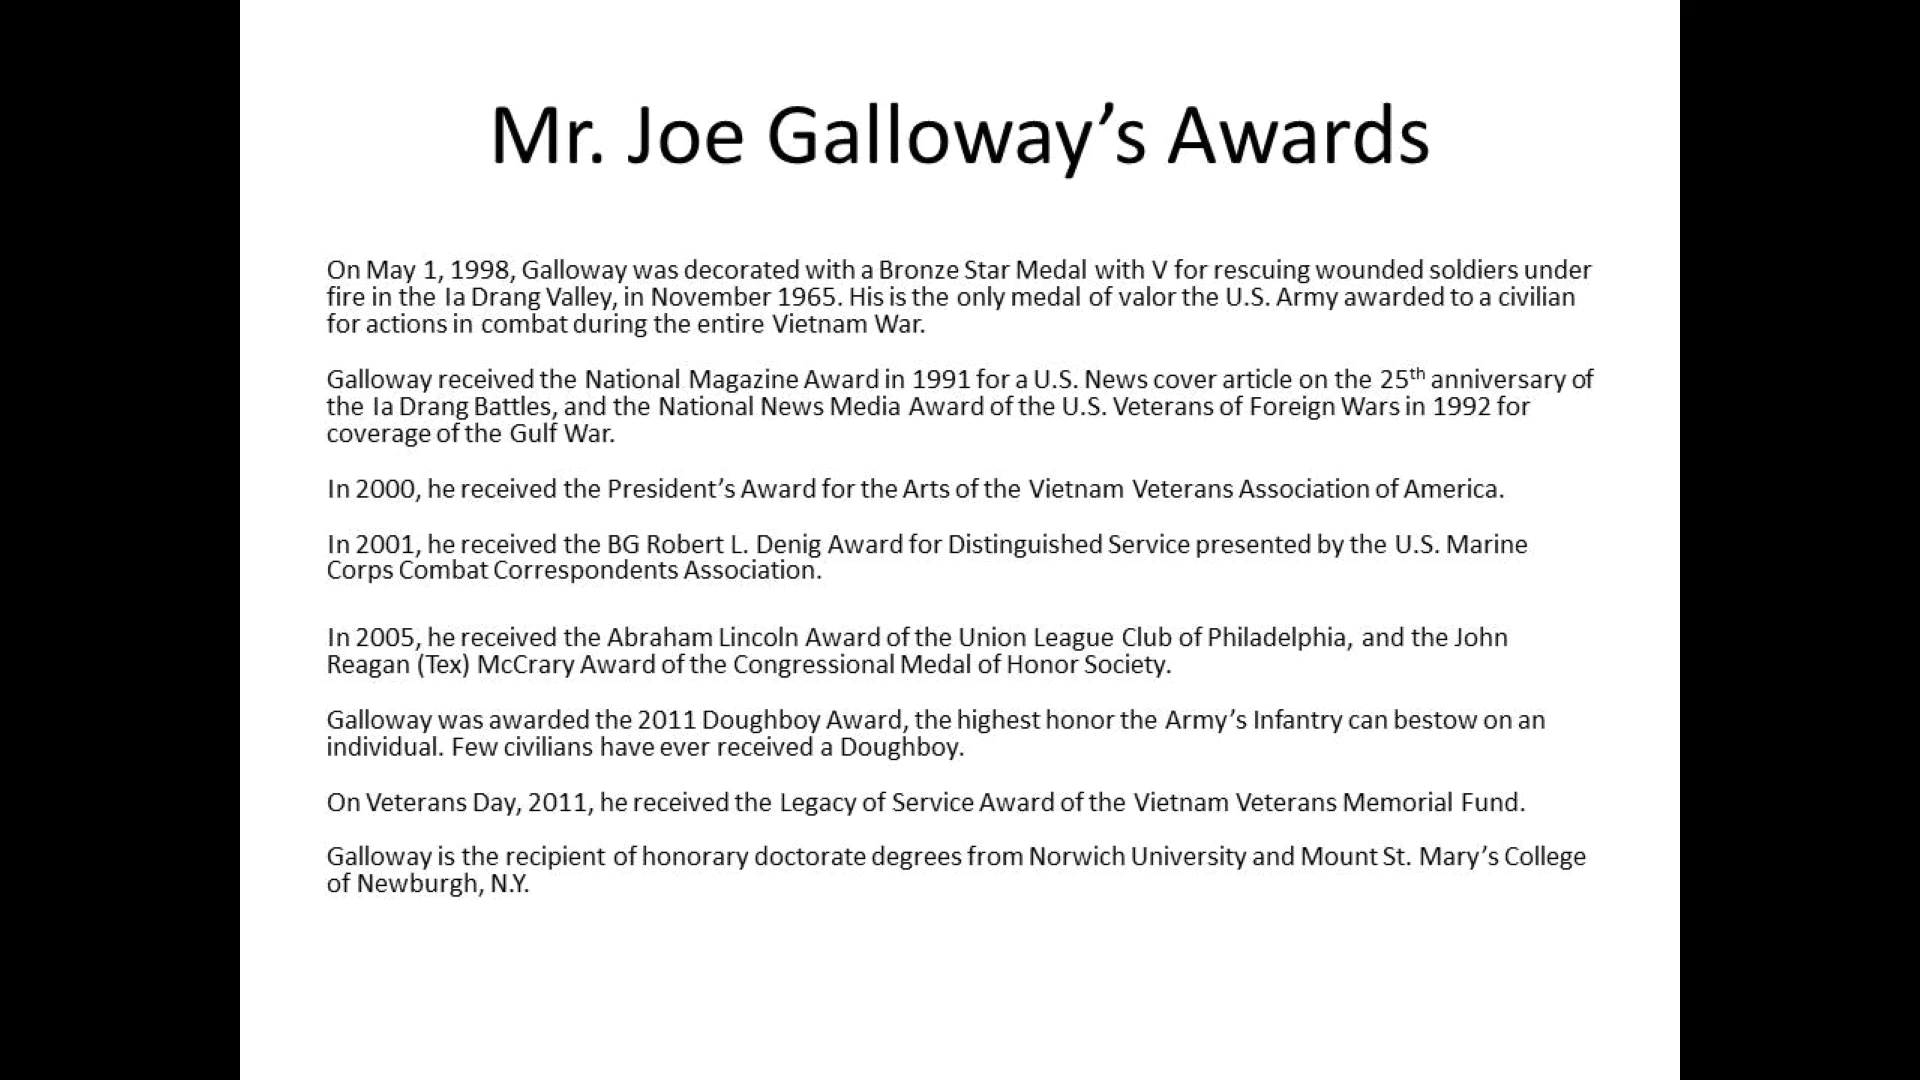 Mr. Joe Galloway’s Awards
On May 1, 1998, Galloway was decorated with a Bronze Star Medal with V for rescuing wounded soldiers under
fire in the Ia Drang Valley, in November 1965. His is the only medal of valor the U.S. Army awarded to a civilian
for actions in combat during the entire Vietnam War.
Galloway received the National Magazine Award in 1991 for a U.S. News cover article on the 25th anniversary of
the Ia Drang Battles, and the National News Media Award of the U.S. Veterans of Foreign Wars in 1992 for
coverage of the Gulf War.
In 2000, he received the President’s Award for the Arts of the Vietnam Veterans Association of America.
In 2001, he received the BG Robert L. Denig Award for Distinguished Service presented by the U.S. Marine
Corps Combat Correspondents Association.
In 2005, he received the Abraham Lincoln Award of the Union League Club of Philadelphia, and the John
Reagan (Tex) McCrary Award of the Congressional Medal of Honor Society.
Galloway was awarded the 2011 Doughboy Award, the highest honor the Army’s Infantry can bestow on an
individual. Few civilians have ever received a Doughboy.
On Veterans Day, 2011, he received the Legacy of Service Award of the Vietnam Veterans Memorial Fund.
Galloway is the recipient of honorary doctorate degrees from Norwich University and Mount St. Mary’s College
of Newburgh, N.Y.